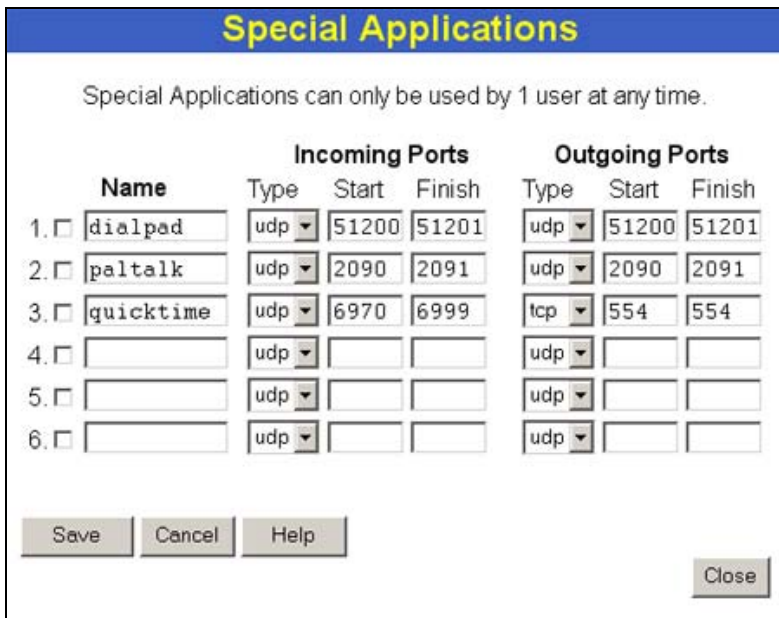 Special Applications
Special Applications can only be used by 1 user at any time.
Incoming Ports Outgoing Ports
Name Type Start Finish Type Start Finish
1. dialpad udp 51200 51201 udp 51200 51201
2. paltalk udp 2090 2091 udp 2090 2091
3. quicktime udp 6970 6999 tcp 554 554
4. udp udp
5. udp udp
6. udp udp
Save Cancel Help
Close